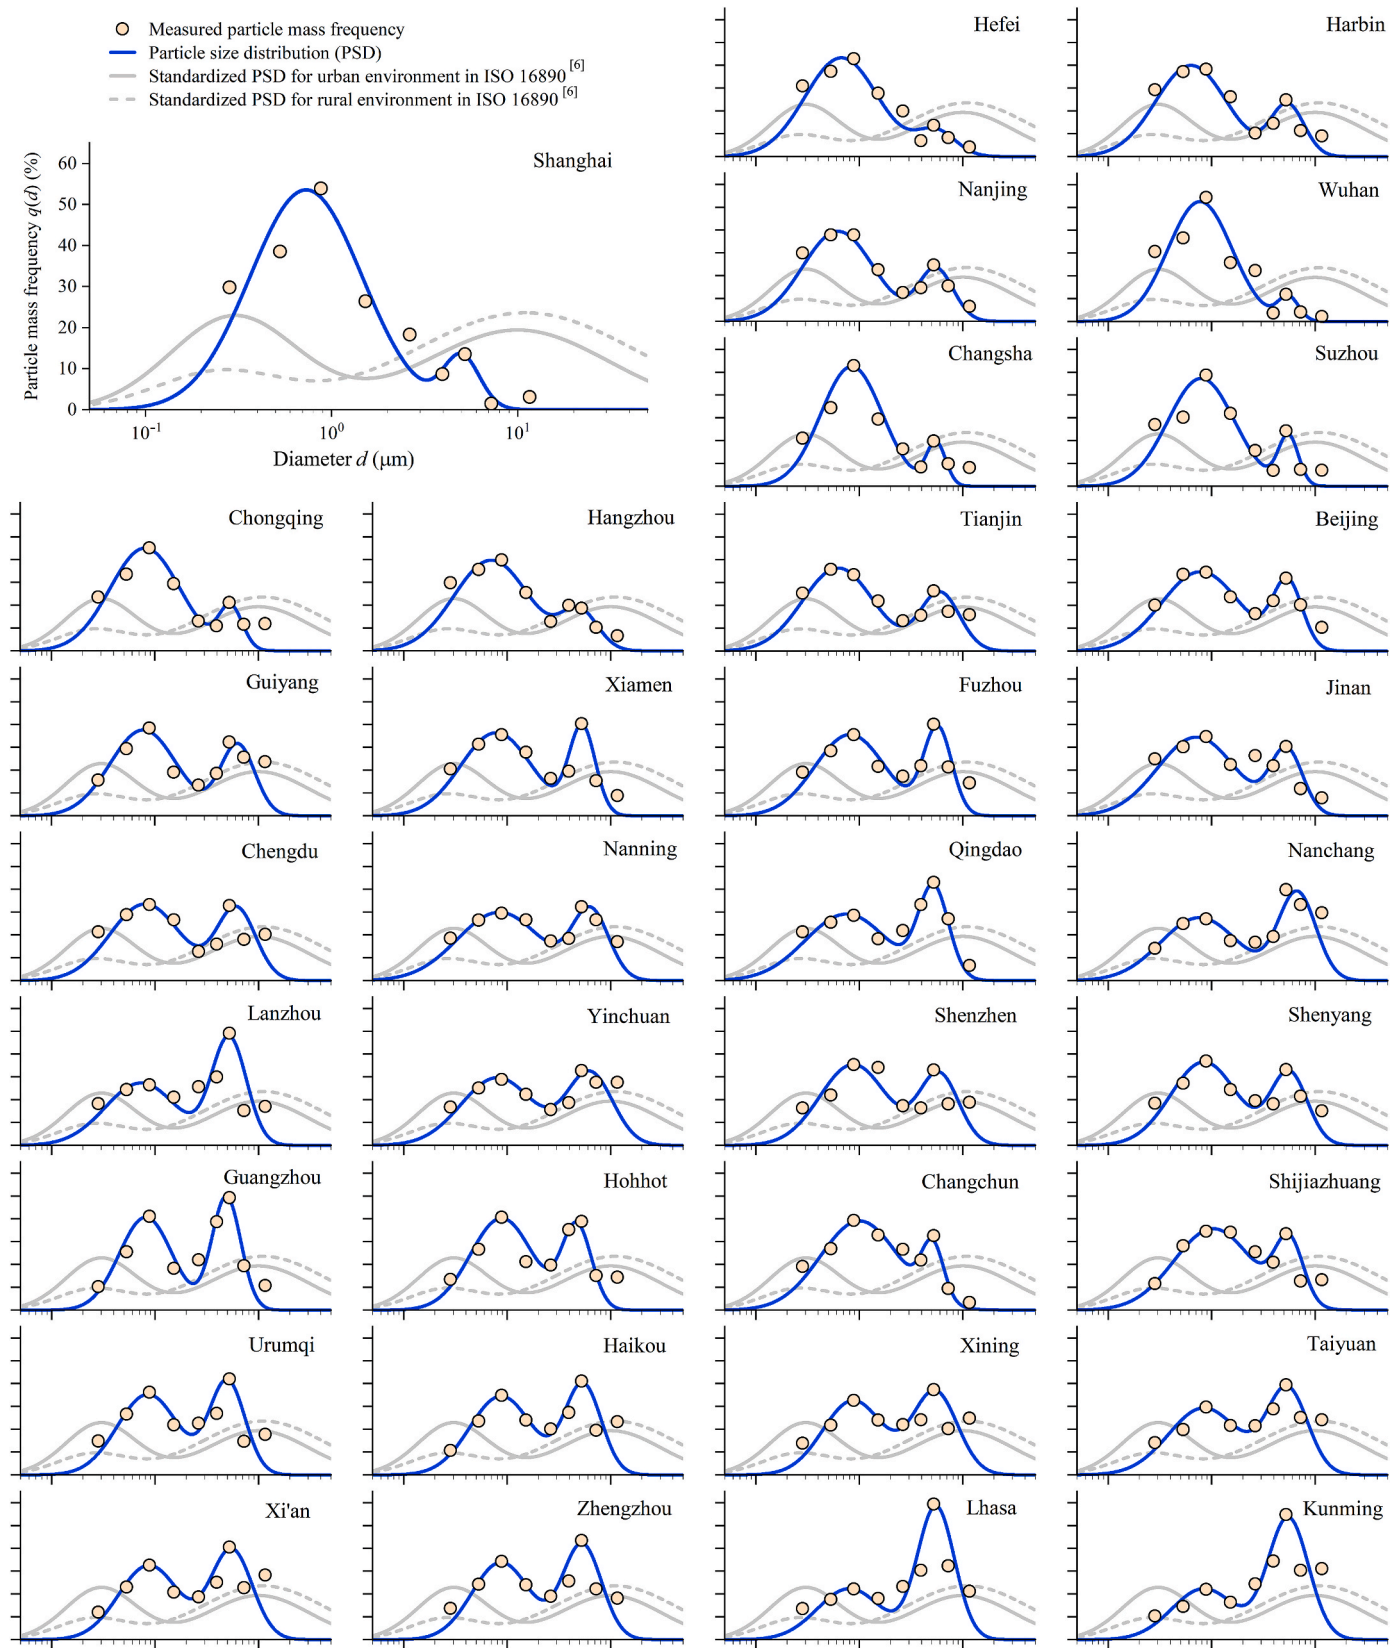 Measured particle mass frequency
Particle size distribution (PSD)
Standardized PSD for urban environment in ISO 16890 [6]
Standardized PSD for rural environment in ISO 16890 [6]
Particle mass frequency q(d) (%)
60
50
40
30
20
10
0
Shanghai
10-1
100
101
Diameter d (μm)
Hefei
Harbin
Nanjing
Wuhan
Changsha
Suzhou
Chongqing
Hangzhou
Tianjin
Beijing
Guiyang
Xiamen
Fuzhou
Jinan
Chengdu
Nanning
Qingdao
Nanchang
Lanzhou
Yinchuan
Shenzhen
Shenyang
Guangzhou
Hohhot
Changchun
Shijiazhuang
Urumqi
Haikou
Xining
Taiyuan
Xi'an
Zhengzhou
Lhasa
Kunming